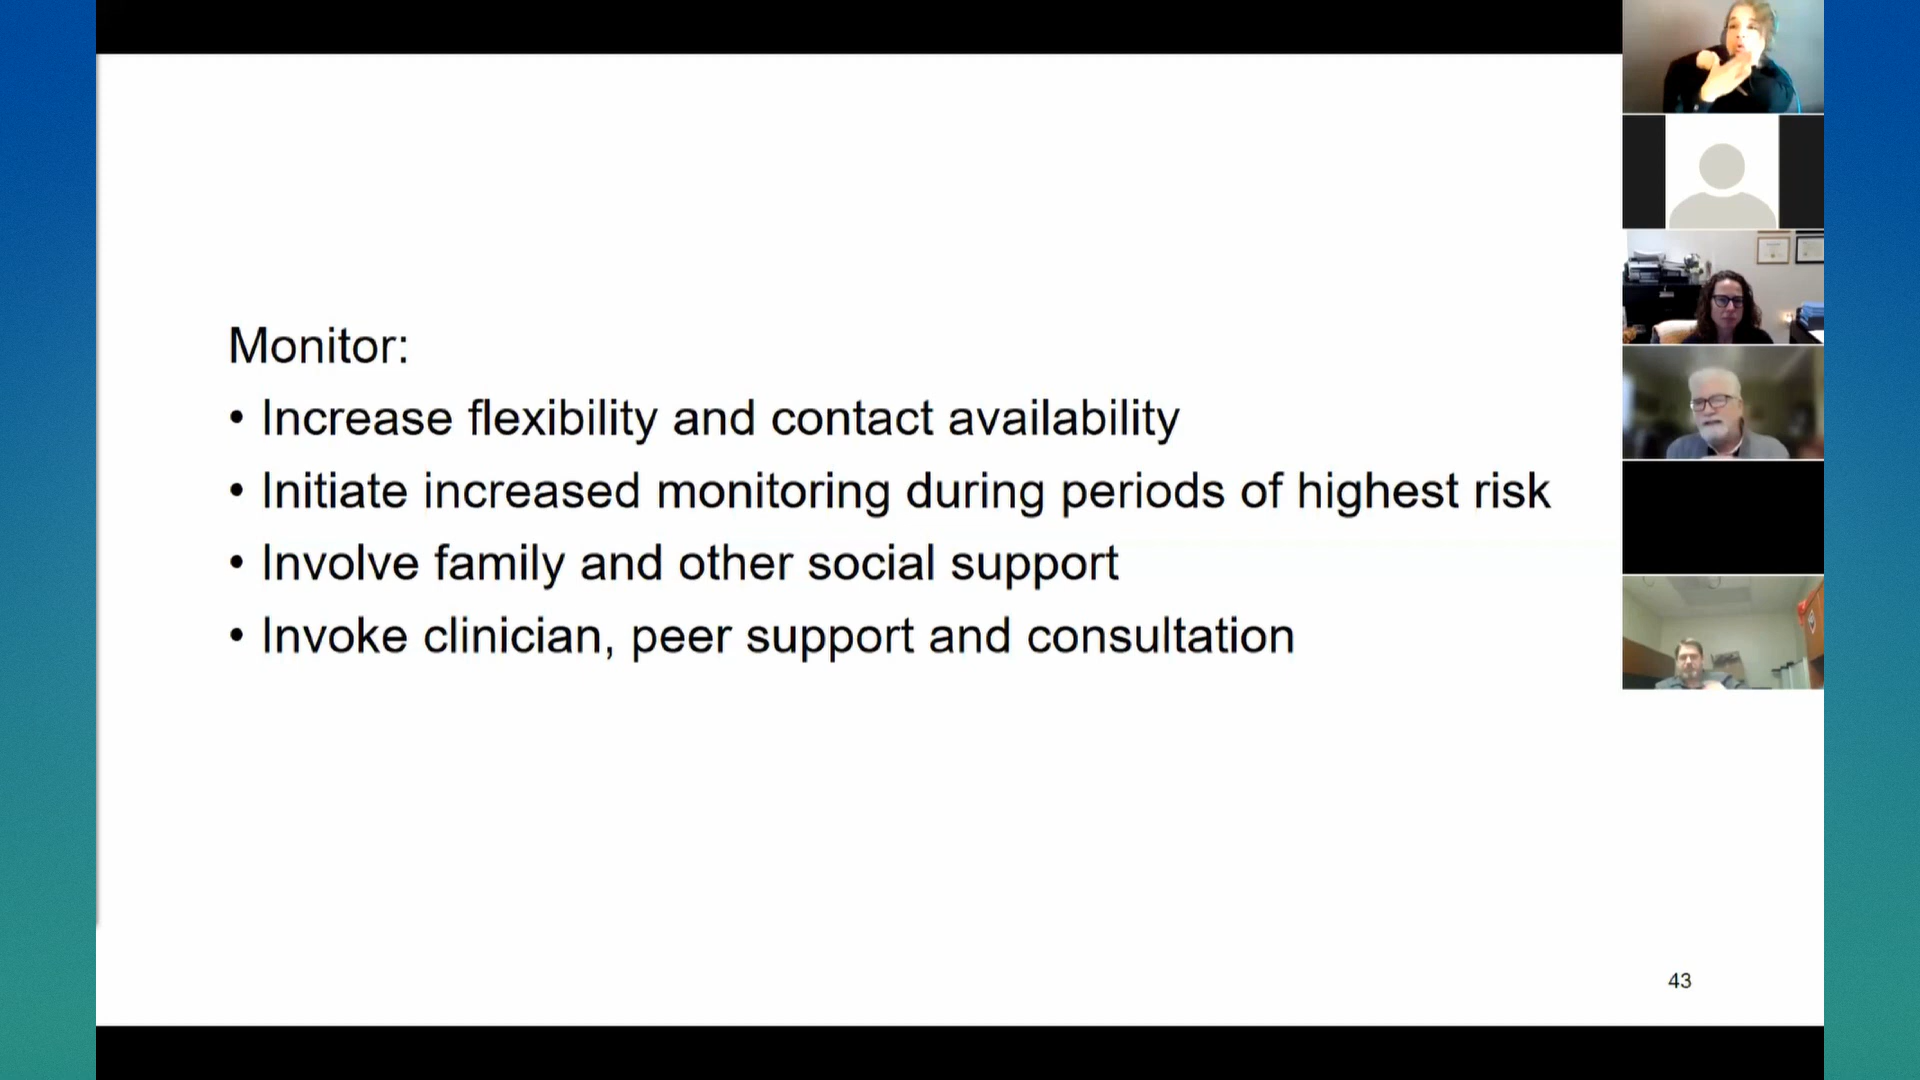 Monitor:
• Increase flexibility and contact availability
• Initiate increased monitoring during periods of highest risk
• Involve family and other social support
• Invoke clinician, peer support and consultation
43